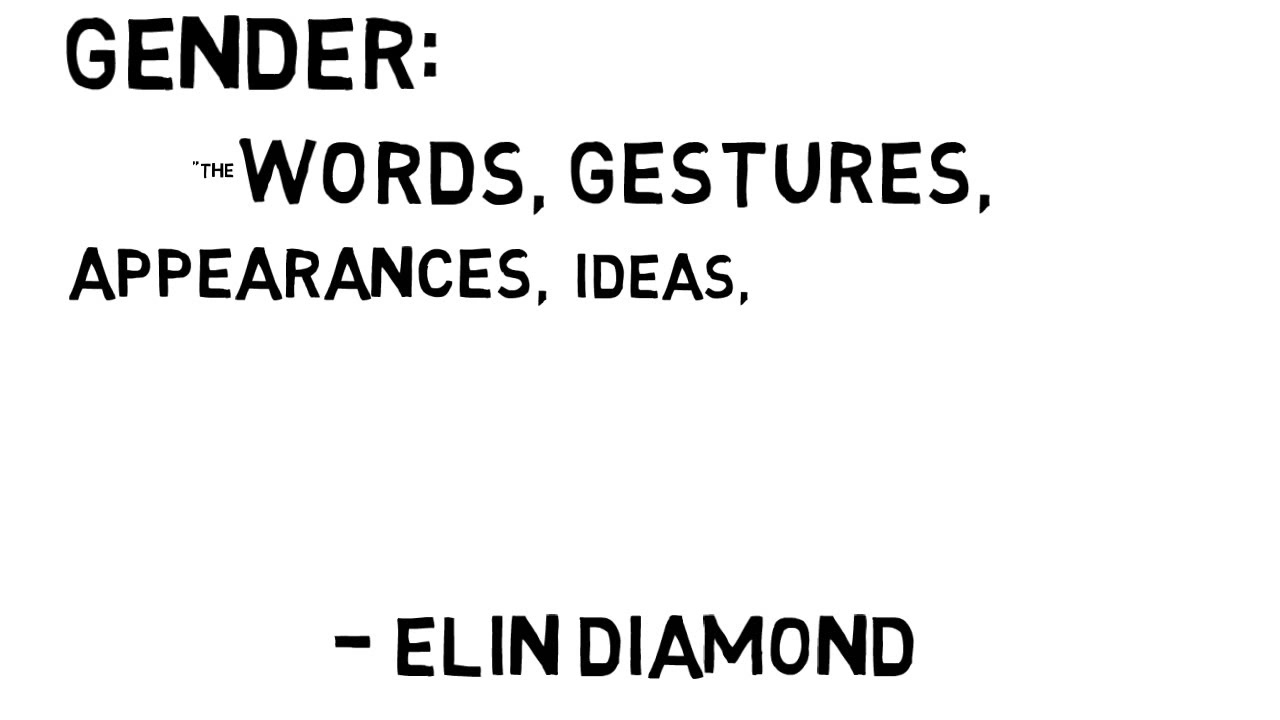 GENDER:
"THE WORDS, GESTURES,
APPEARANCES, IDEAS,
- ELIN DIAMOND